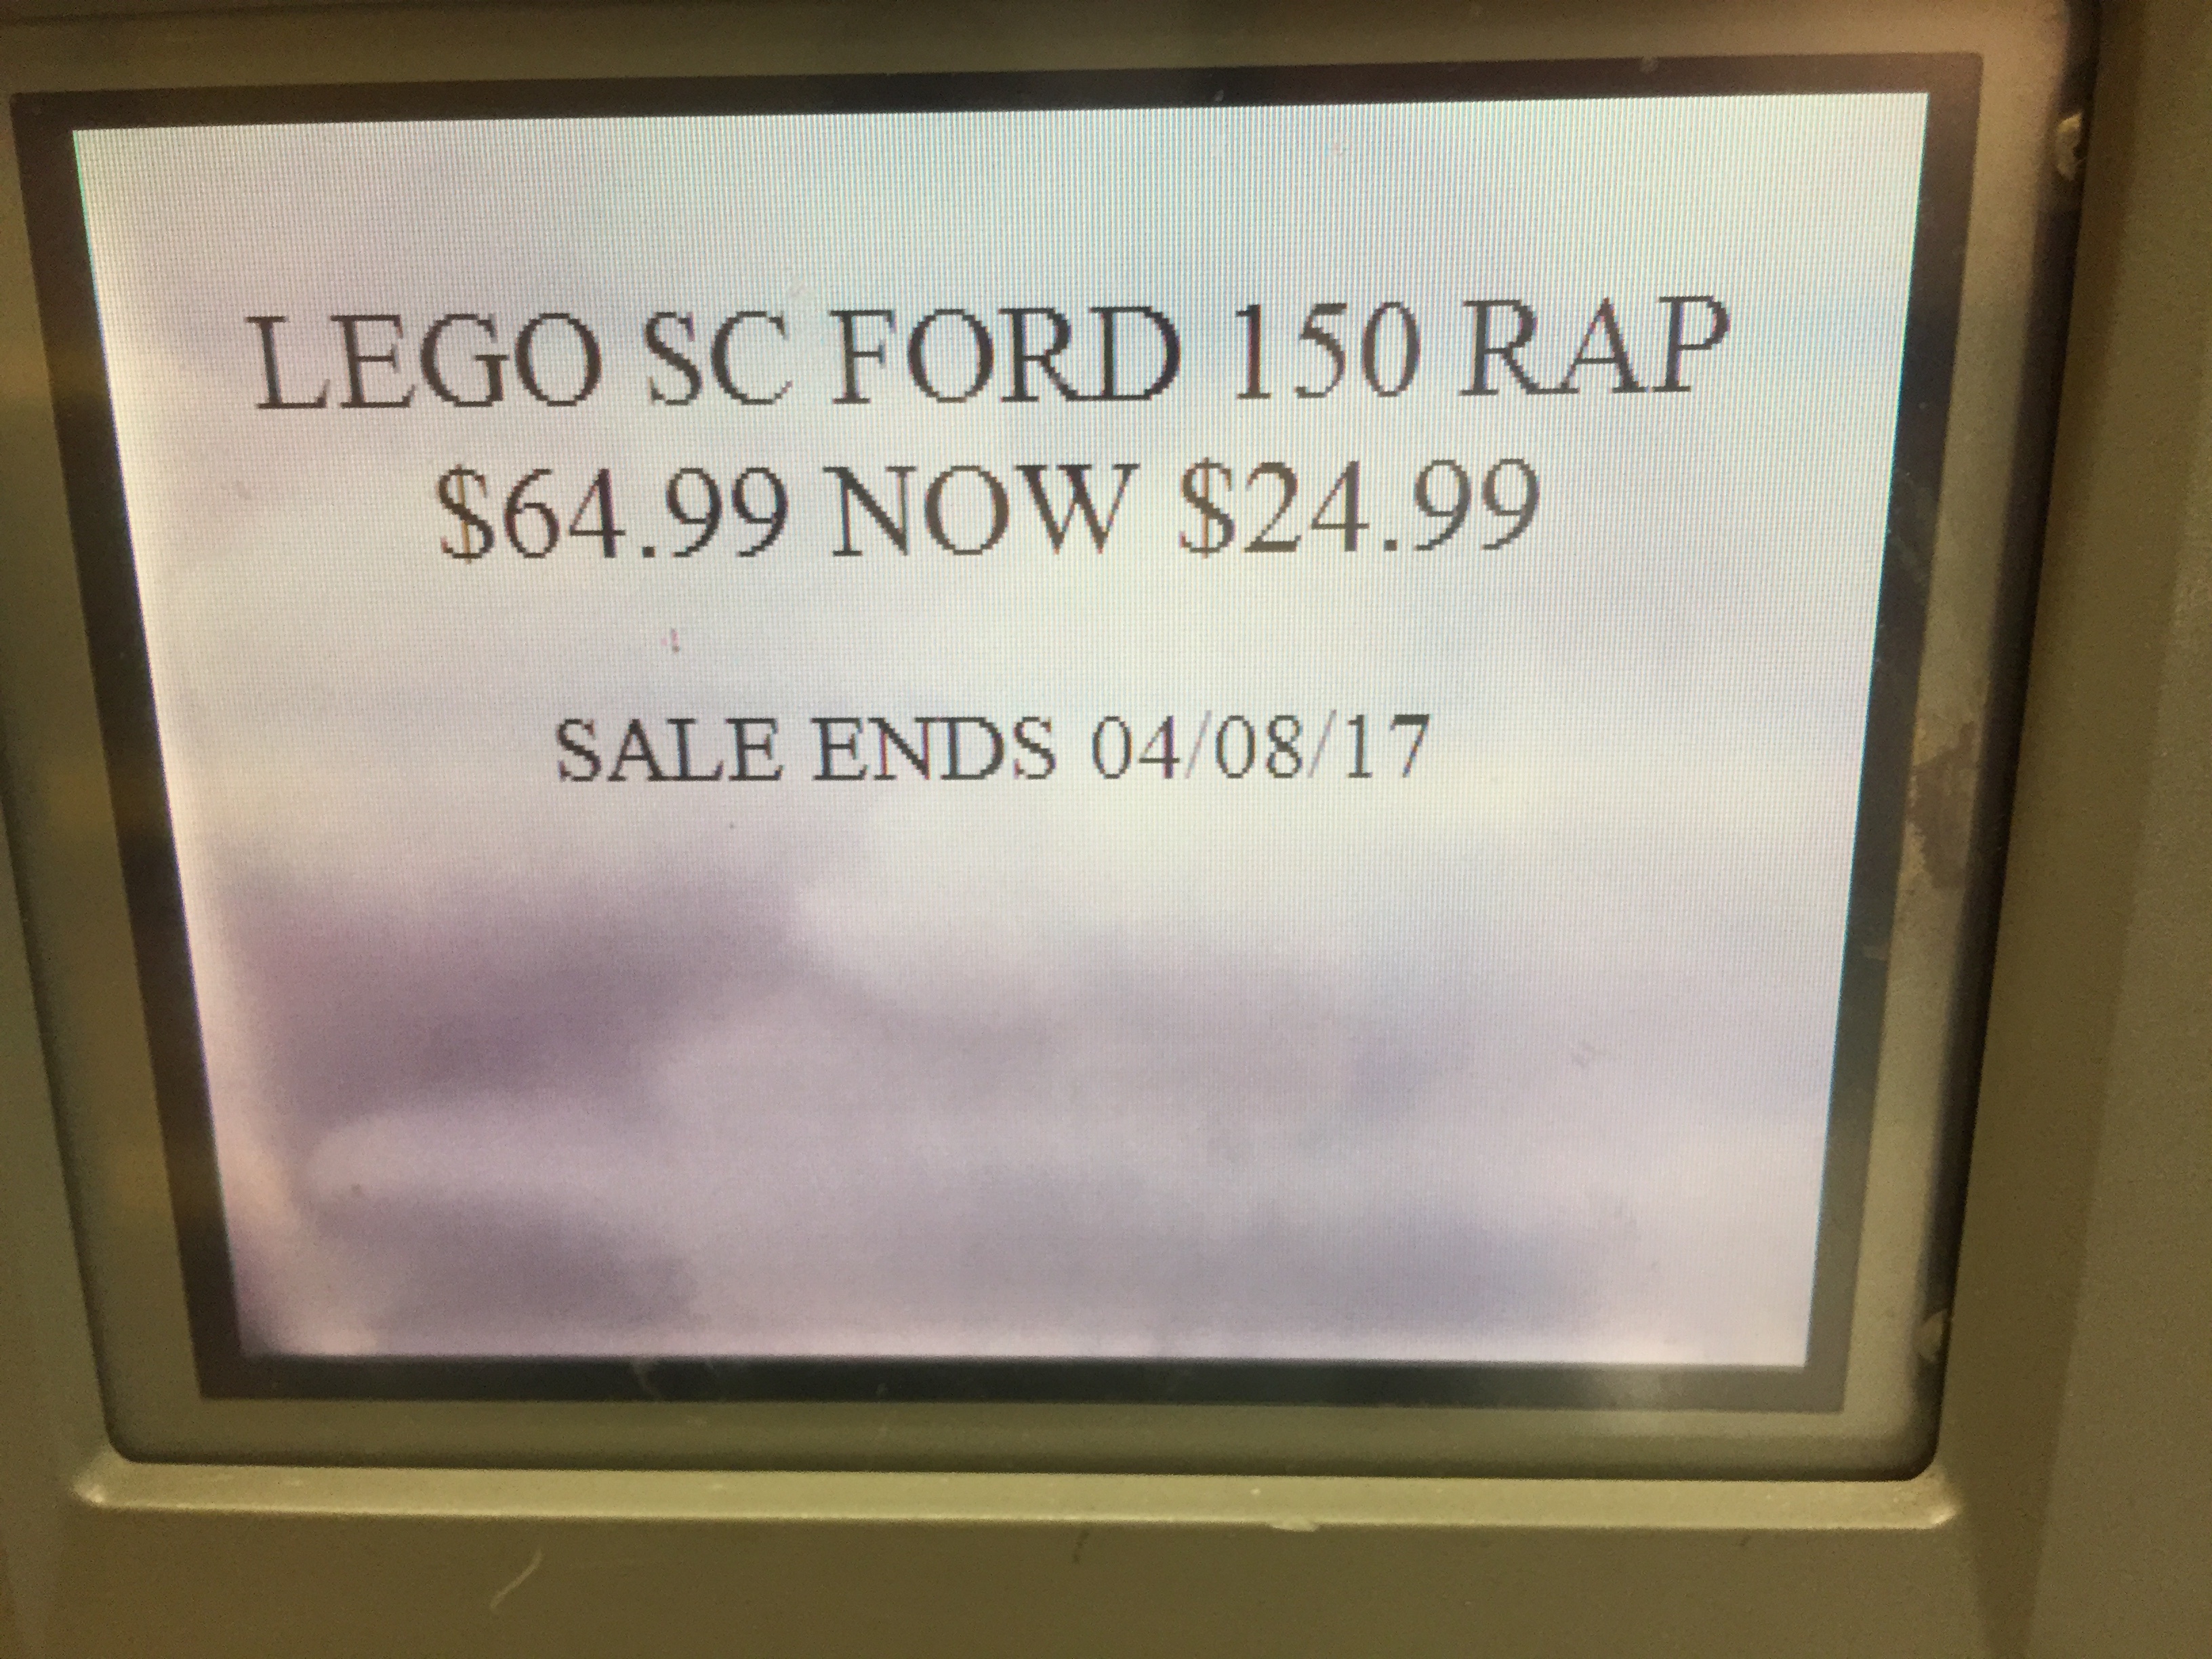 LEGO SC FORD 150 RAP
$64.99 NOW $24.99
SALE ENDS 04/08/17